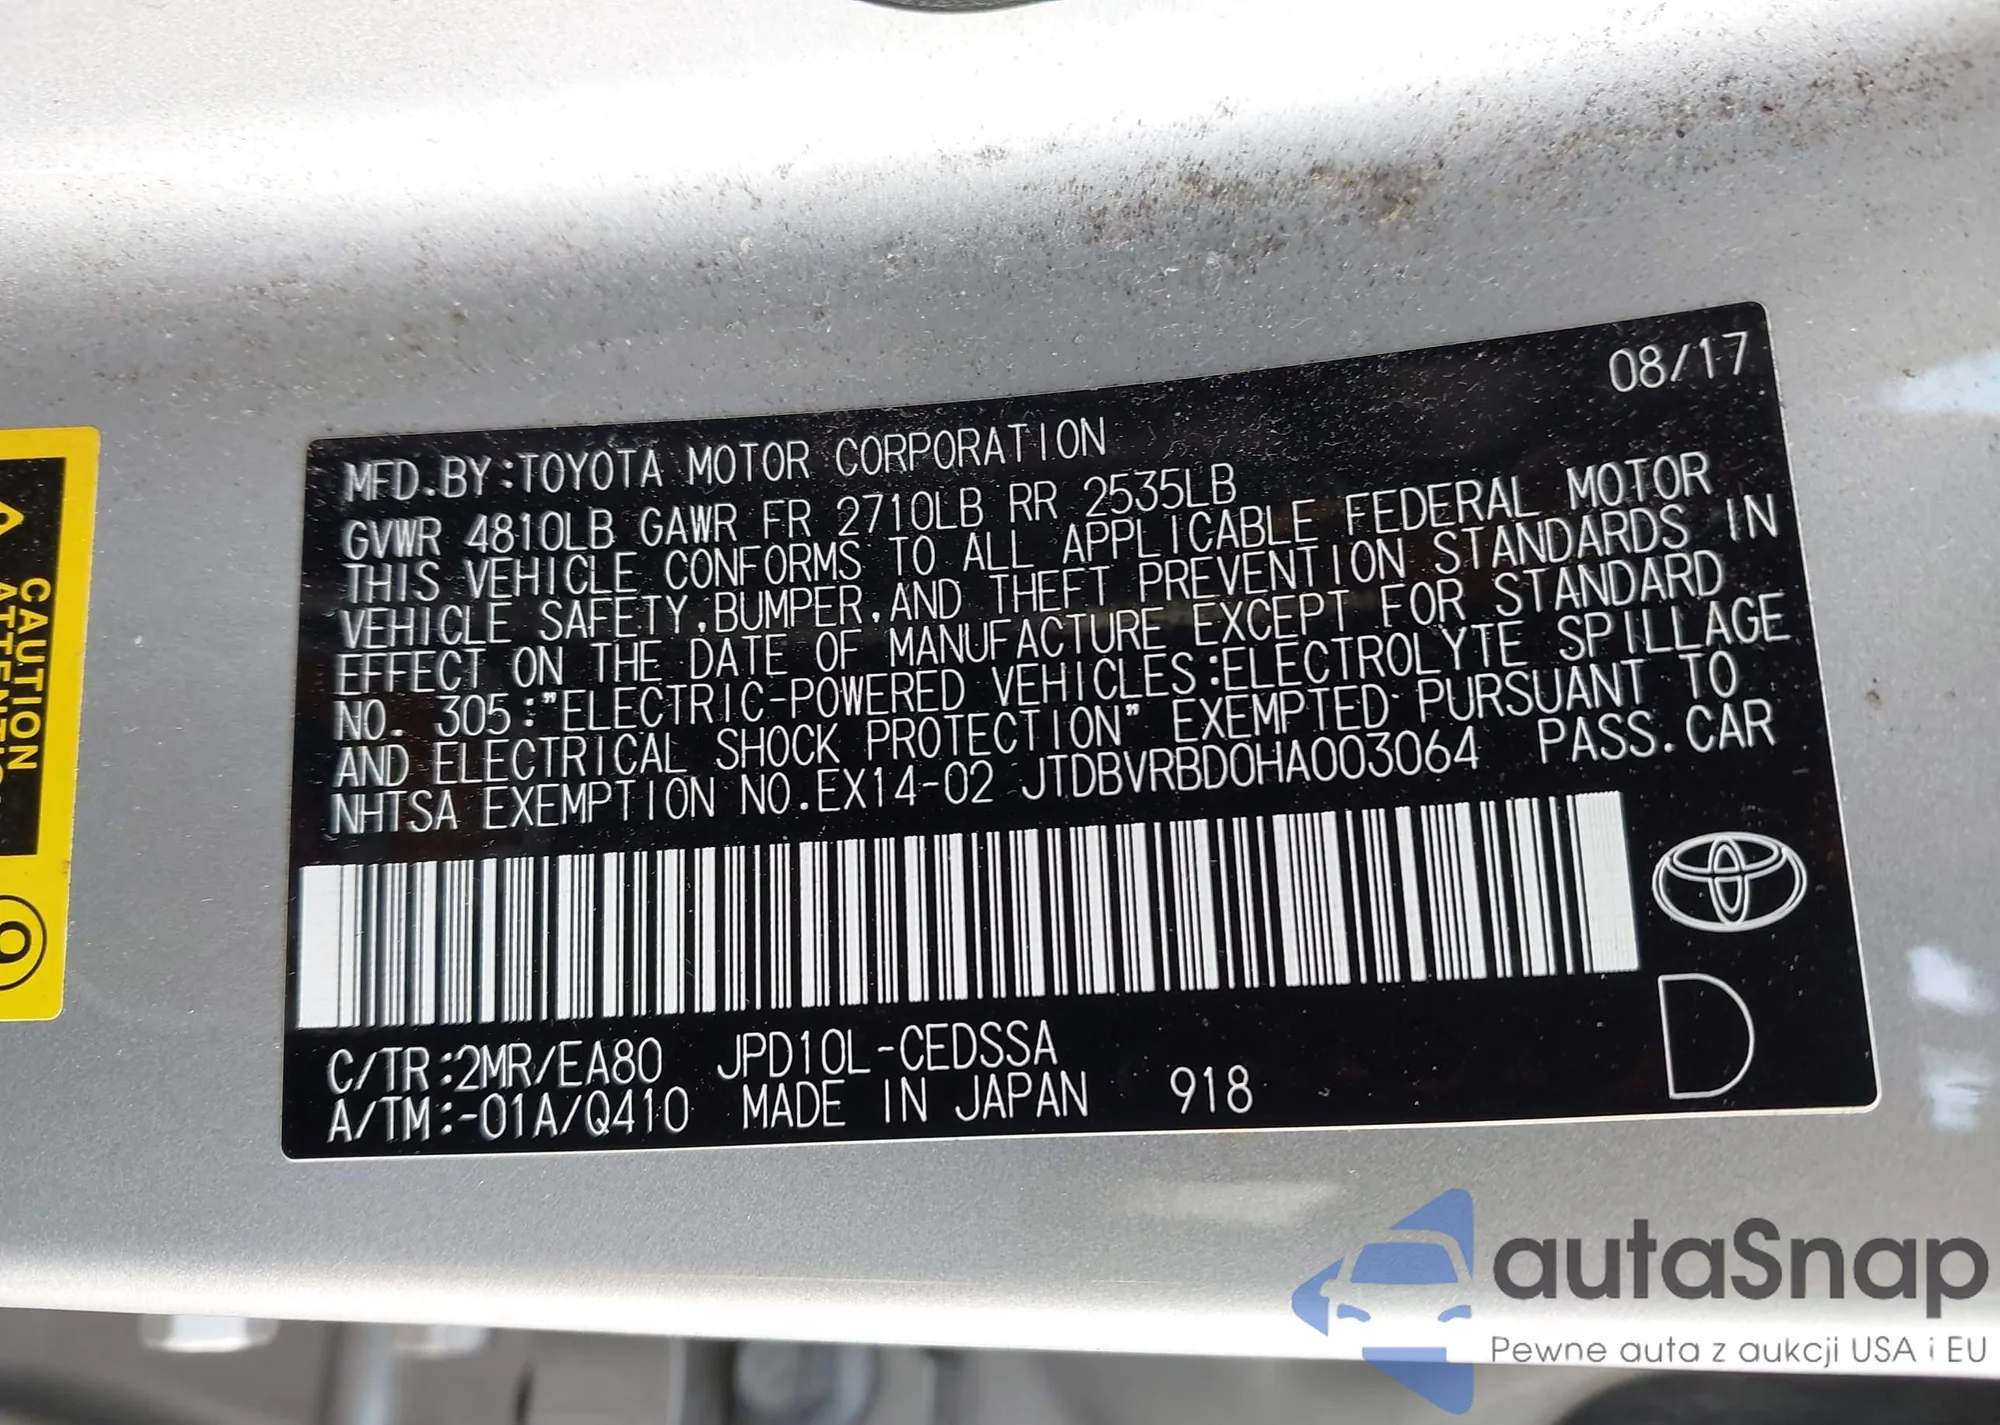 08/17
MFD.BY:TOYOTA MOTOR CORPORATION
GVWR 4810LB GAWR FR 2710LB RR 2535LB
THIS VEHICLE CONFORMS TO ALL APPLICABLE FEDERAL MOTOR
VEHICLE SAFETY,BUMPER,AND THEFT PREVENTION STANDARDS IN
EFFECT ON THE DATE OF MANUFACTURE EXCEPT FOR STANDARD
NO. 305:"ELECTRIC-POWERED VEHICLES:ELECTROLYTE SPILLAGE
AND ELECTRICAL SHOCK PROTECTION" EXEMPTED PURSUANT TO
NHTSA EXEMPTION NO.EX14-02 JTDBVRBD0HA003064 PASS.CAR
C/TR:2MR/EA80 JPD10L-CEDSSA
A/TM:-01A/Q410 MADE IN JAPAN 918
D
CAUTION
autaSnap
Pewne auta z aukcji USA i EU